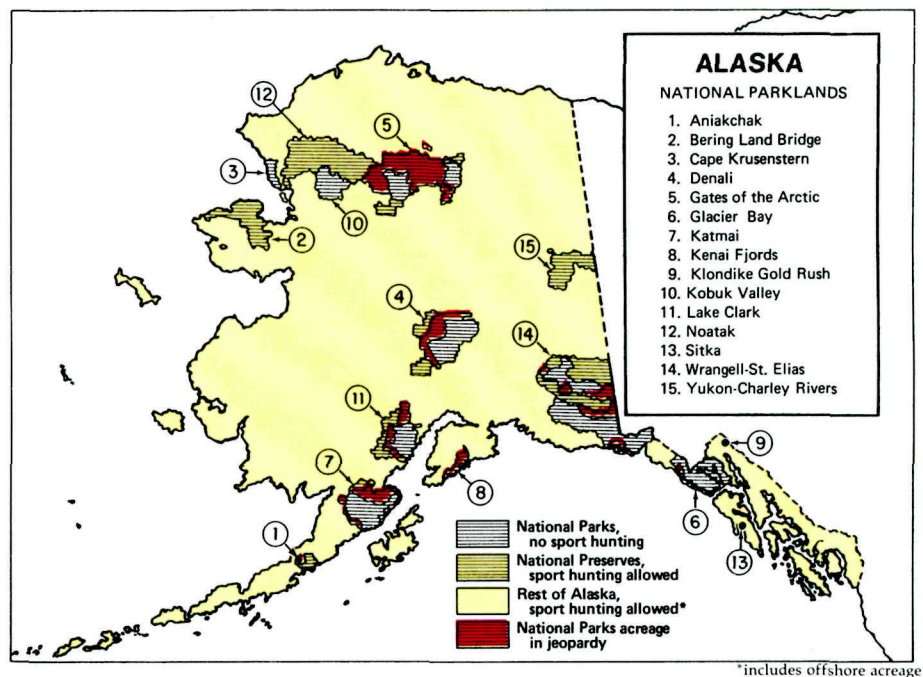 ALASKA
NATIONAL PARKLANDS
1. Aniakchak
2. Bering Land Bridge
3. Cape Krusenstern
4. Denali
5. Gates of the Arctic
6. Glacier Bay
7. Katmai
8. Kenai Fjords
9. Klondike Gold Rush
10. Kobuk Valley
11. Lake Clark
12. Noatak
13. Sitka
14. Wrangell-St. Elias
15. Yukon-Charley Rivers
12
5
3
10
2
15
4
14
11
9
7
8
6
1
13
National Parks,
no sport hunting
National Preserves,
sport hunting allowed
Rest of Alaska,
sport hunting allowed*
National Parks acreage
in jeopardy
*includes offshore acreage